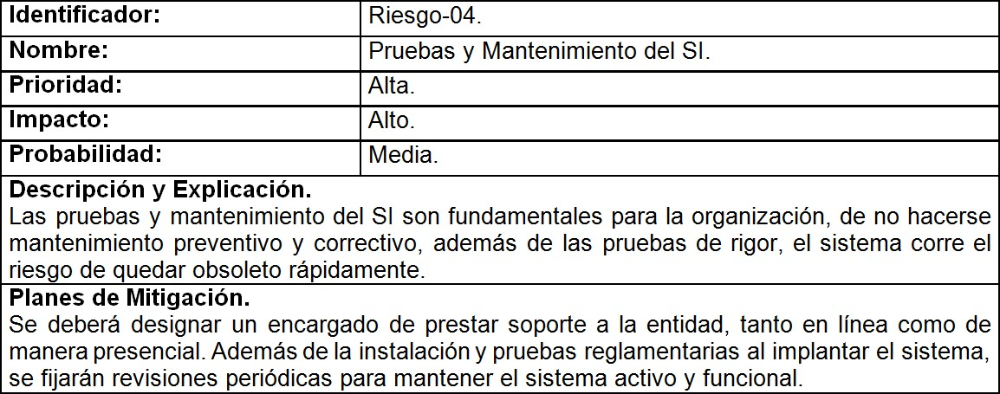 Identificador: Riesgo-04.
Nombre: Pruebas y Mantenimiento del SI.
Prioridad: Alta.
Impacto: Alto.
Probabilidad: Media.
Descripción y Explicación.
Las pruebas y mantenimiento del SI son fundamentales para la organización, de no hacerse
mantenimiento preventivo y correctivo, además de las pruebas de rigor, el sistema corre el
riesgo de quedar obsoleto rápidamente.
Planes de Mitigación.
Se deberá designar un encargado de prestar soporte a la entidad, tanto en línea como de
manera presencial. Además de la instalación y pruebas reglamentarias al implantar el sistema,
se fijarán revisiones periódicas para mantener el sistema activo y funcional.